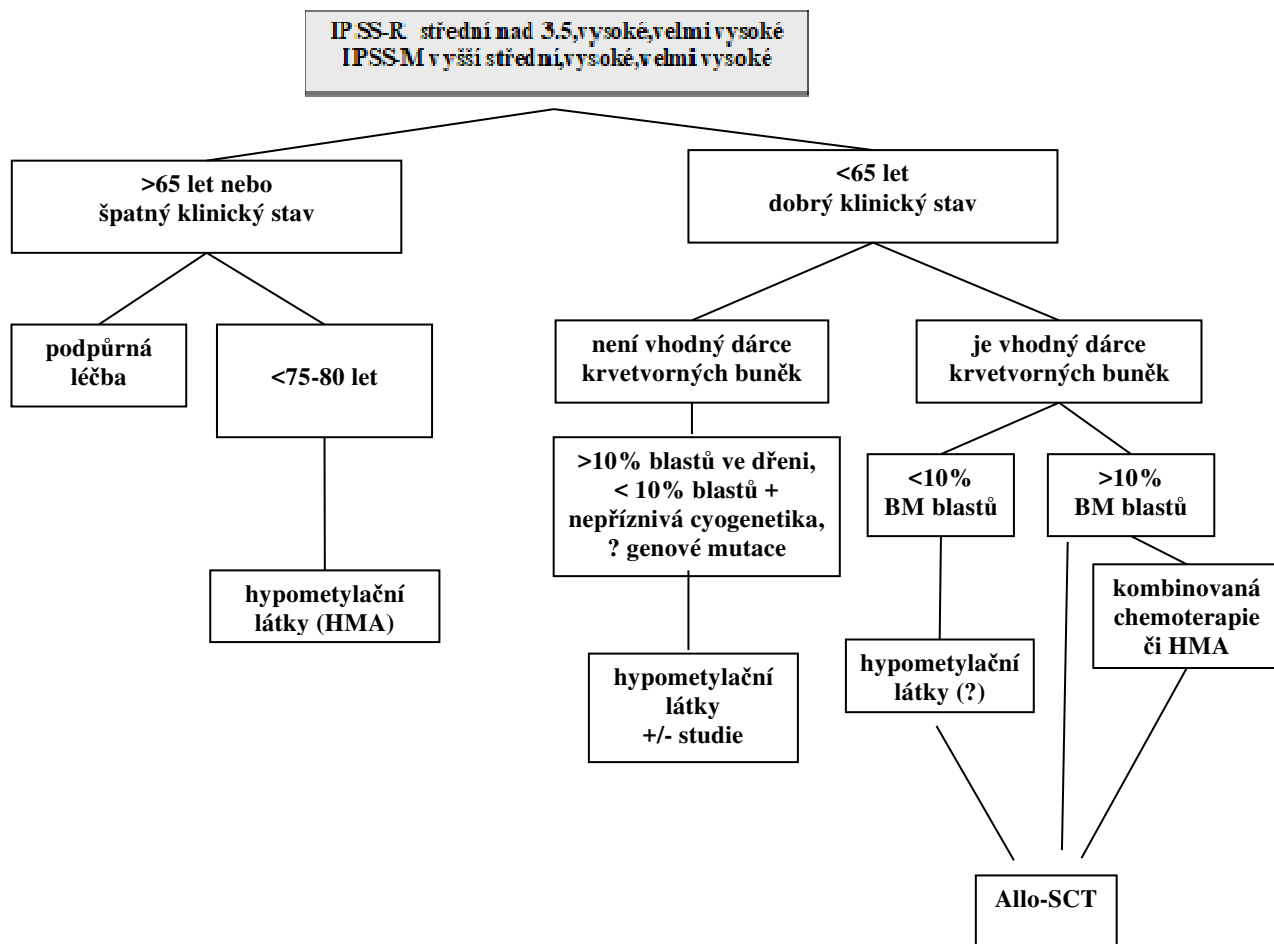 IPSS-R střední nad 3.5,vysoké,velmi vysoké
IPSS-M vyšší střední,vysoké,velmi vysoké
>65 let nebo
špatný klinický stav
<65 let
dobrý klinický stav
podpůrná
léčba
<75-80 let
není vhodný dárce
krvetvorných buněk
je vhodný dárce
krvetvorných buněk
>10% blastů ve dřeni,
< 10% blastů +
nepříznivá cyogenetika,
? genové mutace
<10%
BM blastů
>10%
BM blastů
hypometylační
látky (HMA)
kombinovaná
chemoterapie
či HMA
hypometylační
látky
+/- studie
hypometylační
látky (?)
Allo-SCT